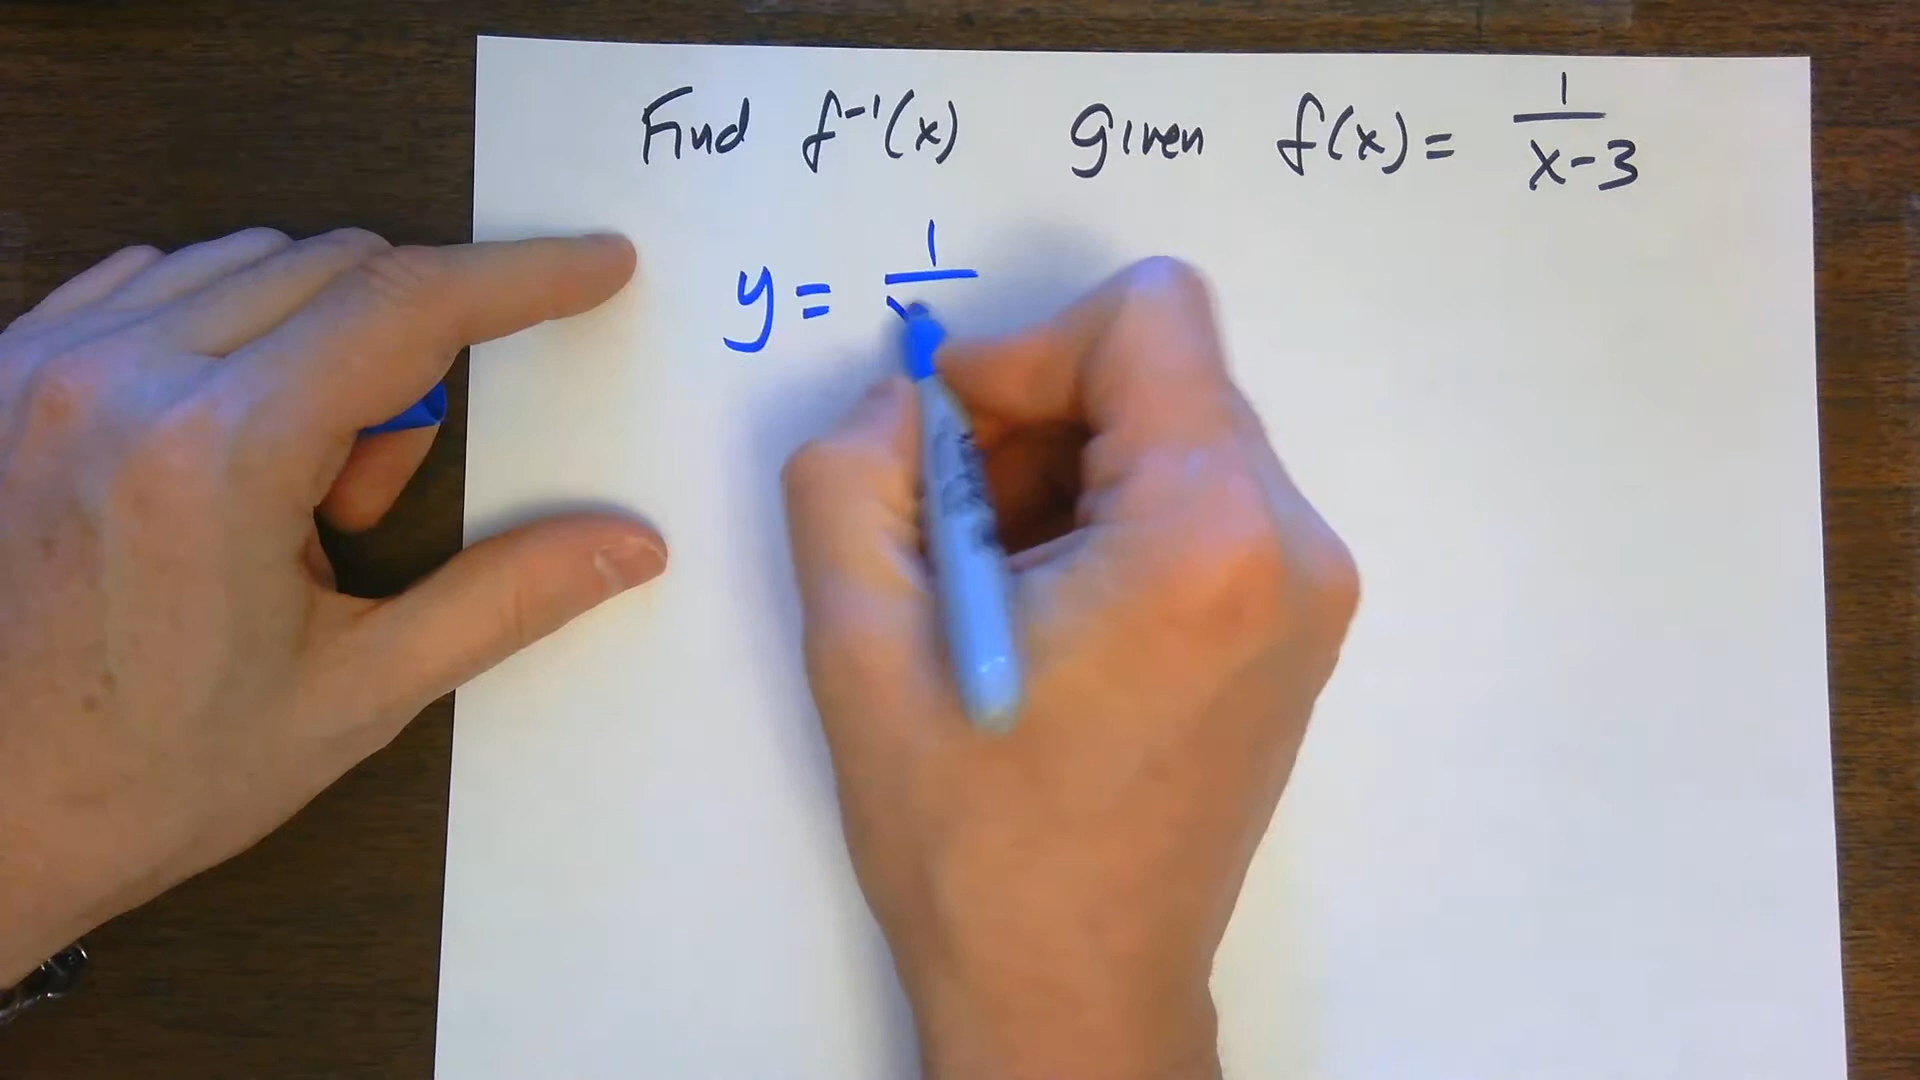 Find f⁻¹(x) Given f(x) = 1/(x-3)
y = 1/